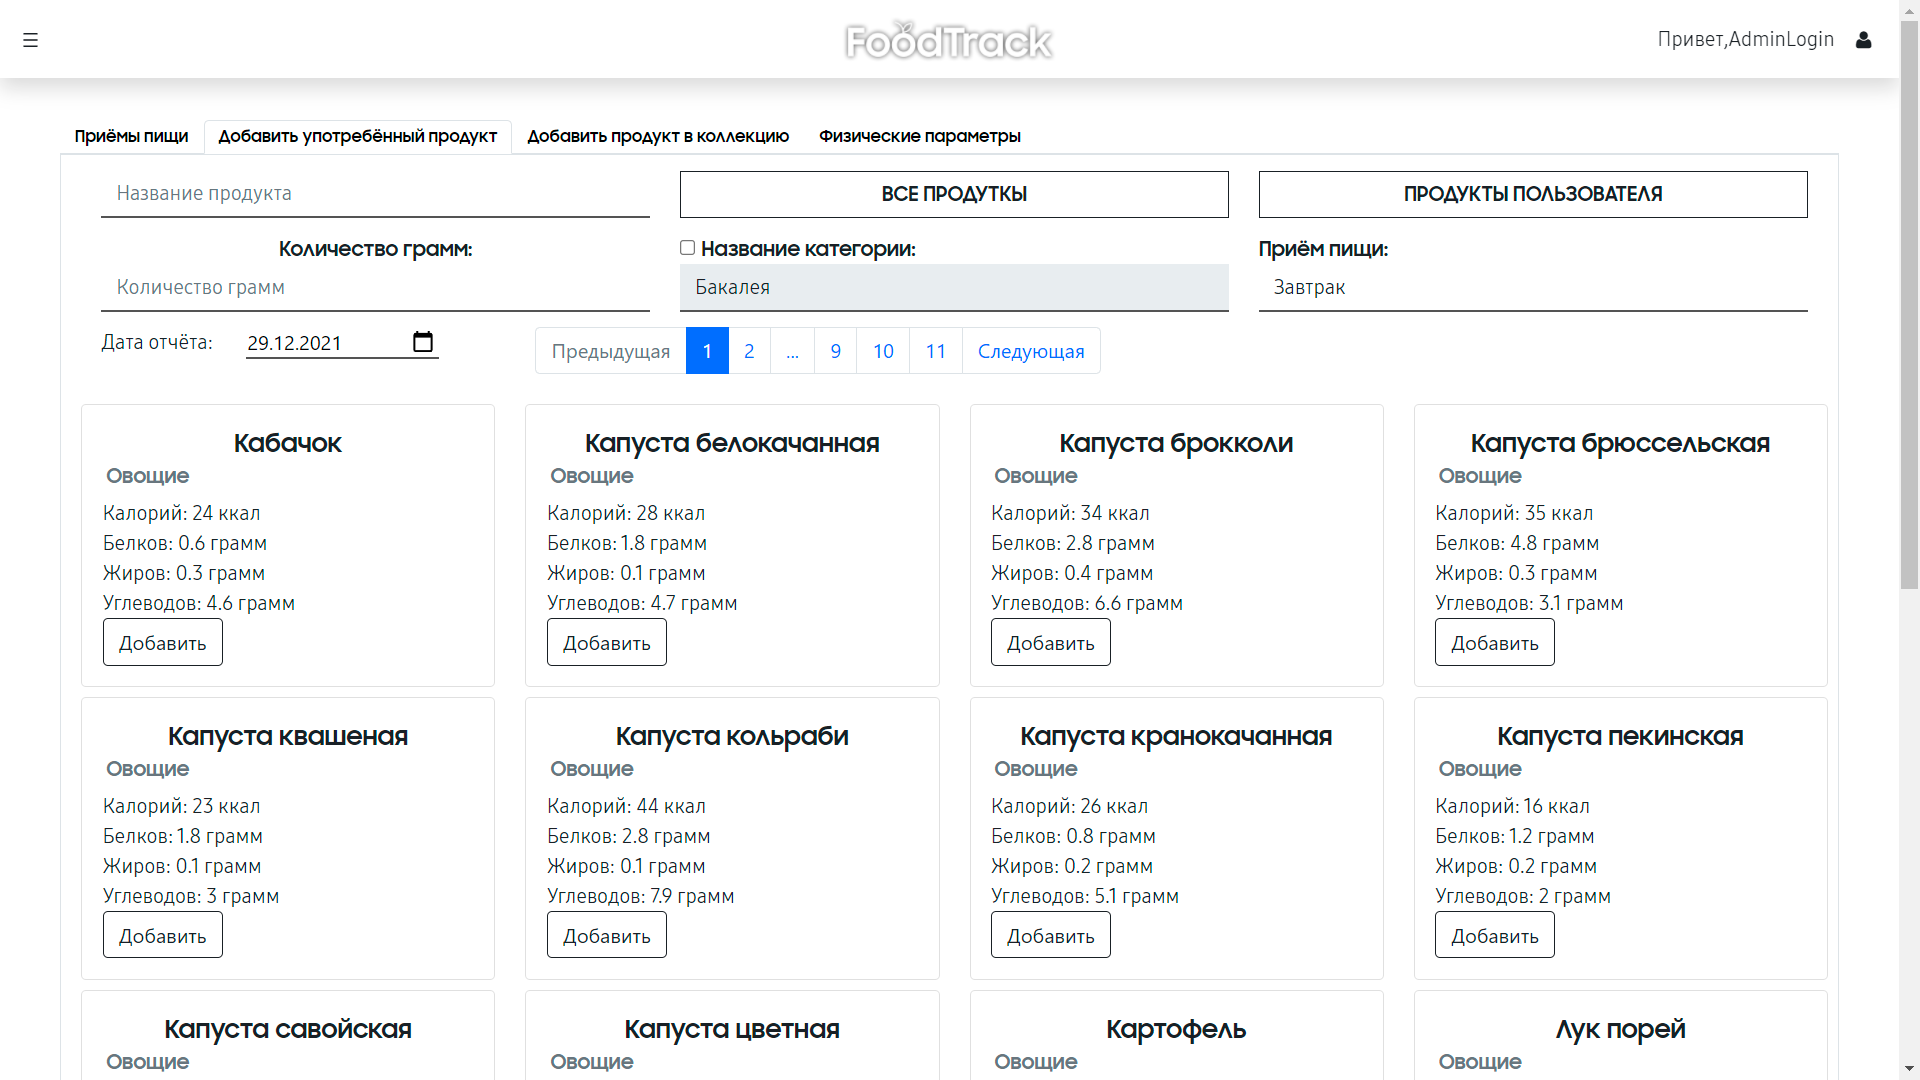 ☰
FoodTrack
Привет,AdminLogin
Приёмы пищи
Добавить употребённый продукт
Добавить продукт в коллекцию
Физические параметры
Название продукта
ВСЕ ПРОДУТКЫ
ПРОДУКТЫ ПОЛЬЗОВАТЕЛЯ
Количество грамм:
Количество грамм
Название категории:
Бакалея
Приём пищи:
Завтрак
Дата отчёта:
29.12.2021
Предыдущая 1 2 ... 9 10 11 Следующая
Кабачок
Овощие
Калорий: 24 ккал
Белков: 0.6 грамм
Жиров: 0.3 грамм
Углеводов: 4.6 грамм
Добавить
Капуста белокачанная
Овощие
Калорий: 28 ккал
Белков: 1.8 грамм
Жиров: 0.1 грамм
Углеводов: 4.7 грамм
Добавить
Капуста брокколи
Овощие
Калорий: 34 ккал
Белков: 2.8 грамм
Жиров: 0.4 грамм
Углеводов: 6.6 грамм
Добавить
Капуста брюссельская
Овощие
Калорий: 35 ккал
Белков: 4.8 грамм
Жиров: 0.3 грамм
Углеводов: 3.1 грамм
Добавить
Капуста квашеная
Овощие
Калорий: 23 ккал
Белков: 1.8 грамм
Жиров: 0.1 грамм
Углеводов: 3 грамм
Добавить
Капуста кольраби
Овощие
Калорий: 44 ккал
Белков: 2.8 грамм
Жиров: 0.1 грамм
Углеводов: 7.9 грамм
Добавить
Капуста кранокачанная
Овощие
Калорий: 26 ккал
Белков: 0.8 грамм
Жиров: 0.2 грамм
Углеводов: 5.1 грамм
Добавить
Капуста пекинская
Овощие
Калорий: 16 ккал
Белков: 1.2 грамм
Жиров: 0.2 грамм
Углеводов: 2 грамм
Добавить
Капуста савойская
Овощие
Капуста цветная
Овощие
Картофель
Овощие
Лук порей
Овощие